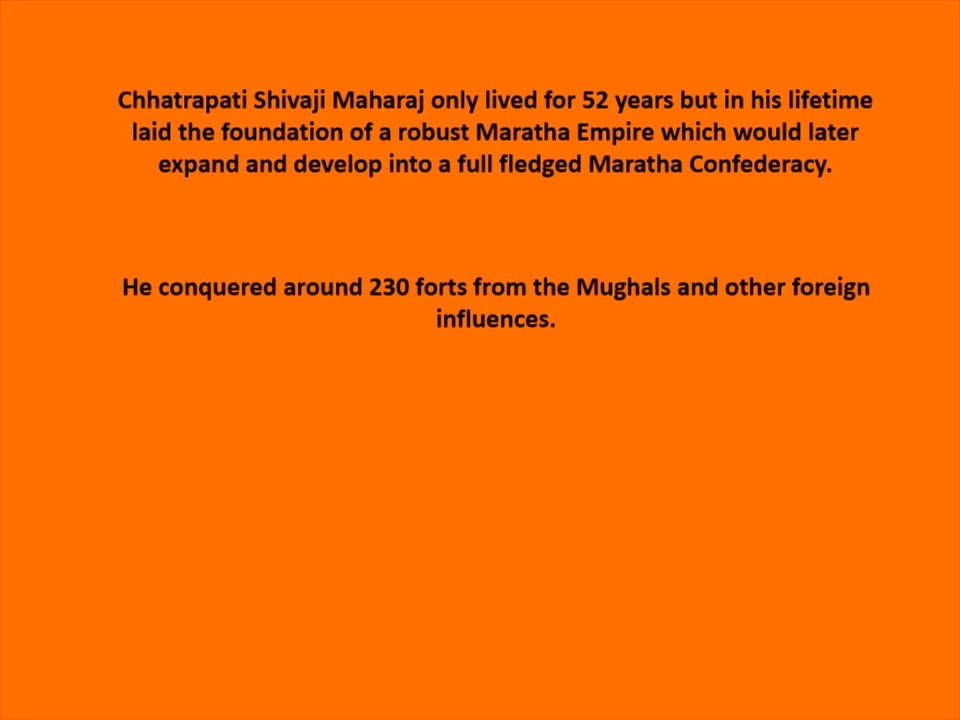 Chhatrapati Shivaji Maharaj only lived for 52 years but in his lifetime
laid the foundation of a robust Maratha Empire which would later
expand and develop into a full fledged Maratha Confederacy.
He conquered around 230 forts from the Mughals and other foreign
influences.